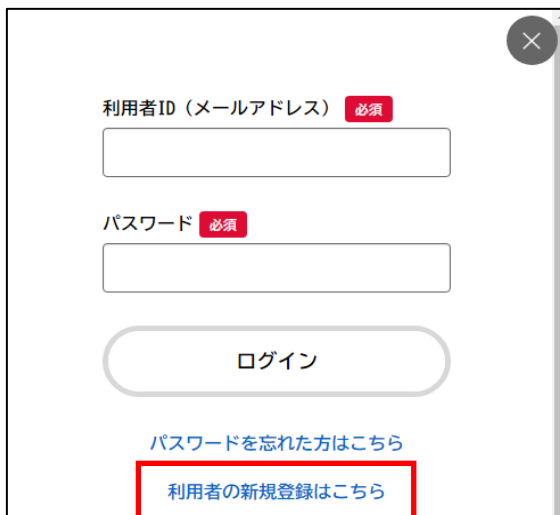 利用者ID（メールアドレス） 必須
パスワード 必須
ログイン
パスワードを忘れた方はこちら
利用者の新規登録はこちら